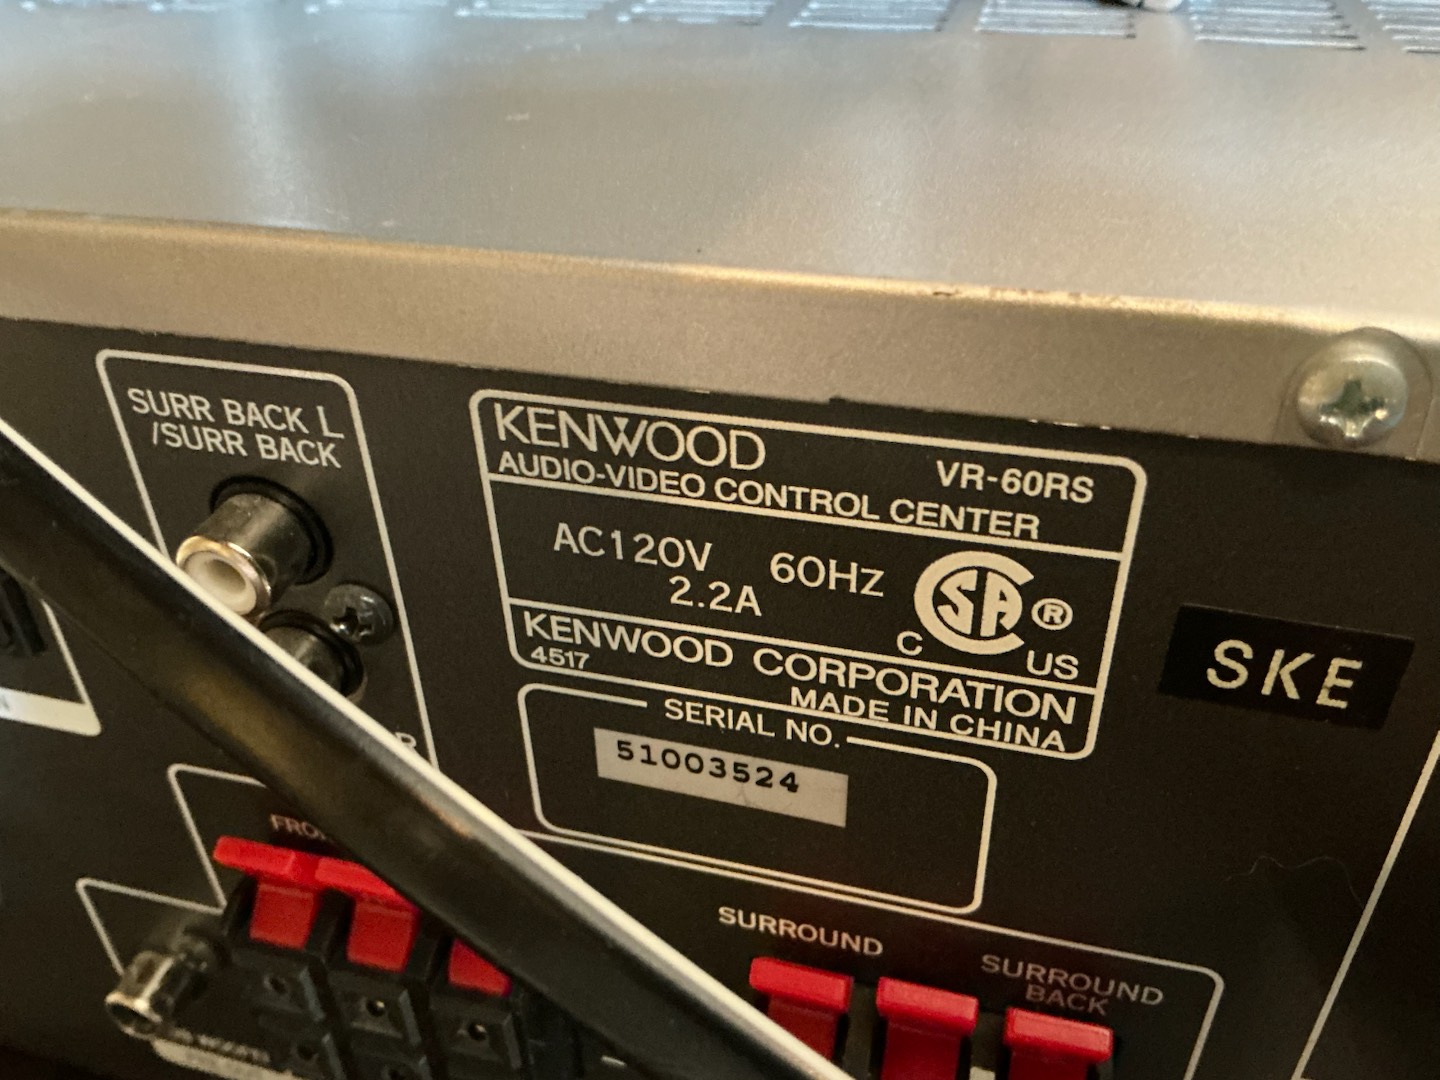 SURR BACK L
/SURR BACK
KENWOOD
VR-60RS
AUDIO-VIDEO CONTROL CENTER
AC120V 60HZ
2.2A
C SA ® US
KENWOOD CORPORATION
4517
MADE IN CHINA
SKE
SERIAL NO.
51003524
R
SURROUND
SURROUND
BACK